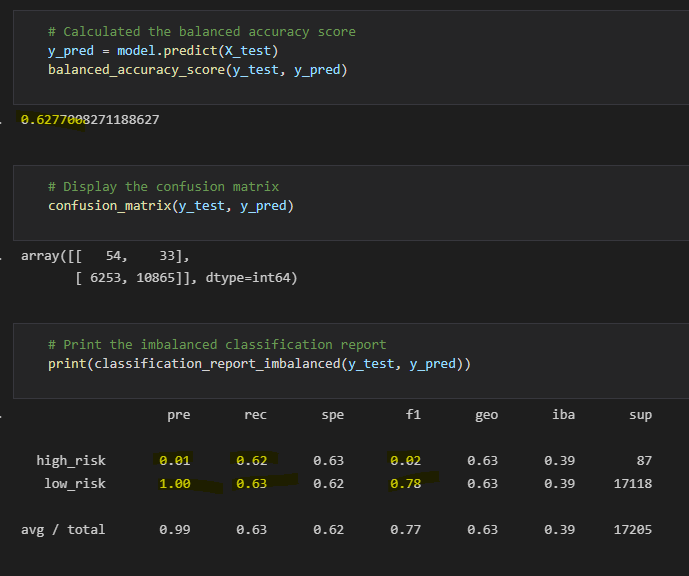 # Calculated the balanced accuracy score
y_pred = model.predict(X_test)
balanced_accuracy_score(y_test, y_pred)
0.6277008271188627
# Display the confusion matrix
confusion_matrix(y_test, y_pred)
array([[   54,    33],
       [ 6253, 10865]], dtype=int64)
# Print the imbalanced classification report
print(classification_report_imbalanced(y_test, y_pred))
pre rec spe f1 geo iba sup
high_risk 0.01 0.62 0.63 0.02 0.63 0.39 87
low_risk 1.00 0.63 0.62 0.78 0.63 0.39 17118
avg / total 0.99 0.63 0.62 0.77 0.63 0.39 17205